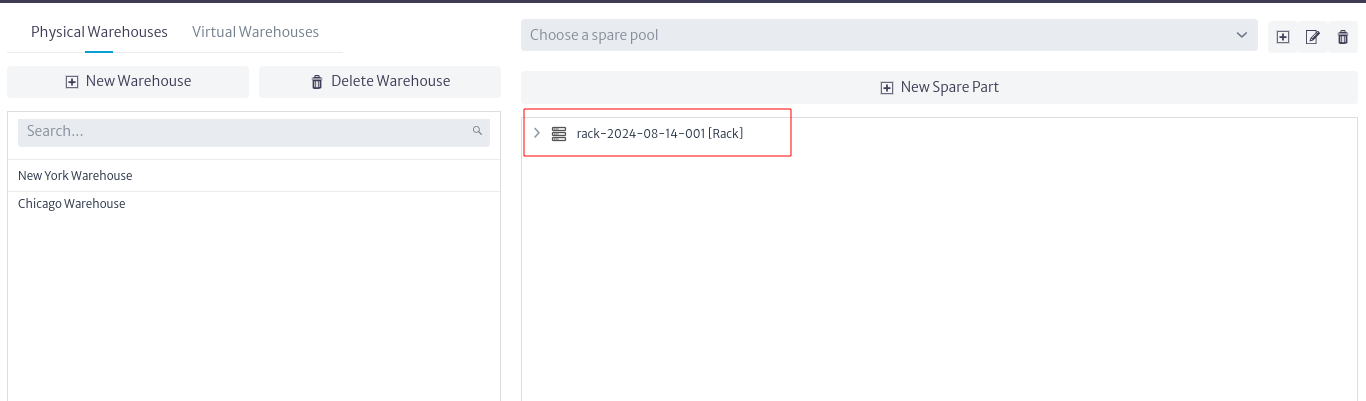 Physical Warehouses
Virtual Warehouses
New Warehouse
Delete Warehouse
Search...
New York Warehouse
Chicago Warehouse
Choose a spare pool
New Spare Part
rack-2024-08-14-001 [Rack]